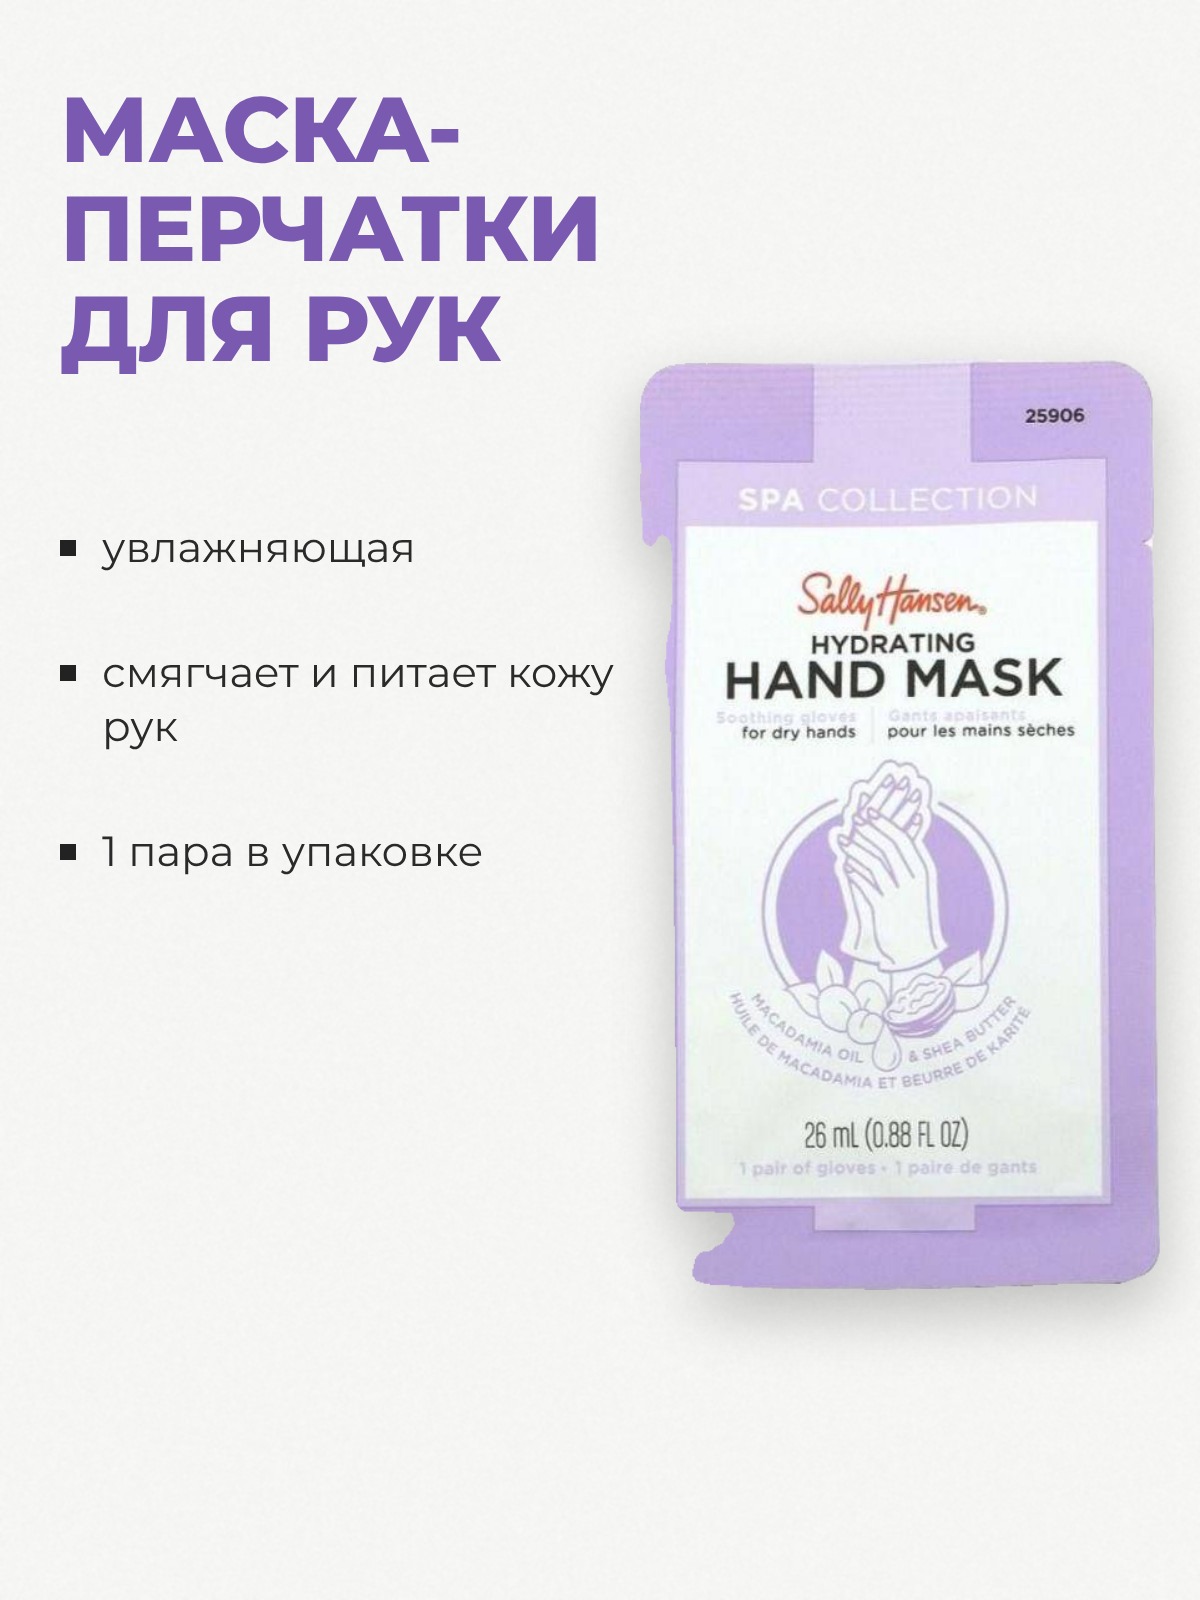 МАСКА-
ПЕРЧАТКИ
ДЛЯ РУК
увлажняющая
смягчает и питает кожу
рук
1 пара в упаковке
25906
SPA COLLECTION
Sally Hansen®
HYDRATING
HAND MASK
Soothing gloves
for dry hands
Gants apaisants
pour les mains sèches
MACADAMIA OIL & SHEA BUTTER
HUILE DE MACADAMIA ET BEURRE DE KARITÉ
26 mL (0.88 FL OZ)
1 pair of gloves • 1 paire de gants